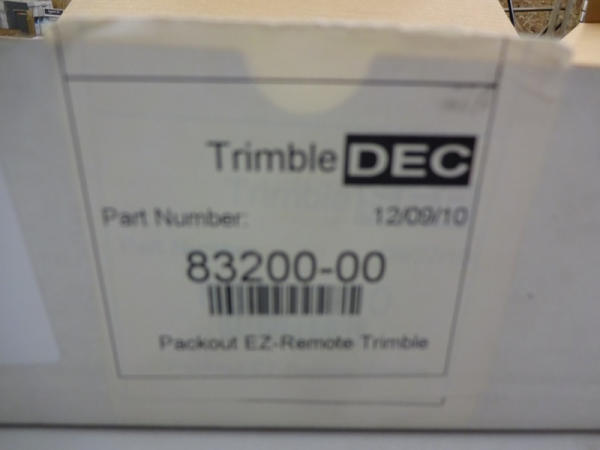 Trimble DEC
Part Number: 12/09/10
83200-00
Packout EZ-Remote Trimble